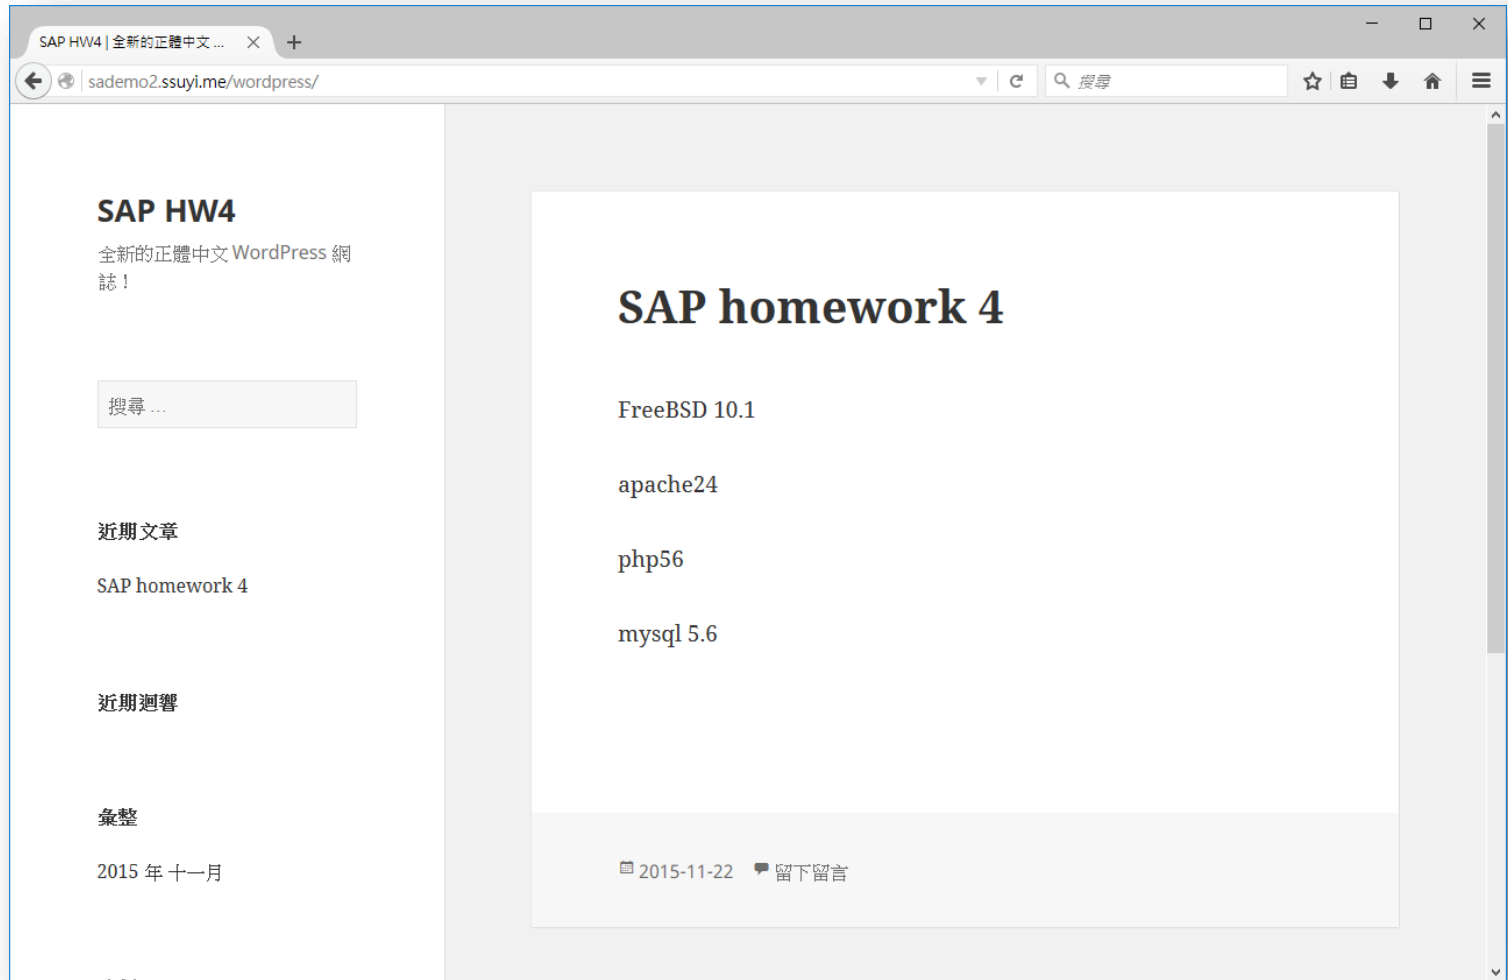 SAP HW4 | 全新的正體中文 ...
sademo2.ssuyi.me/wordpress/
搜尋
SAP HW4
全新的正體中文 WordPress 網
誌！
搜尋 …
近期文章
SAP homework 4
近期迴響
彙整
2015 年 十一月
SAP homework 4
FreeBSD 10.1
apache24
php56
mysql 5.6
2015-11-22 留下留言